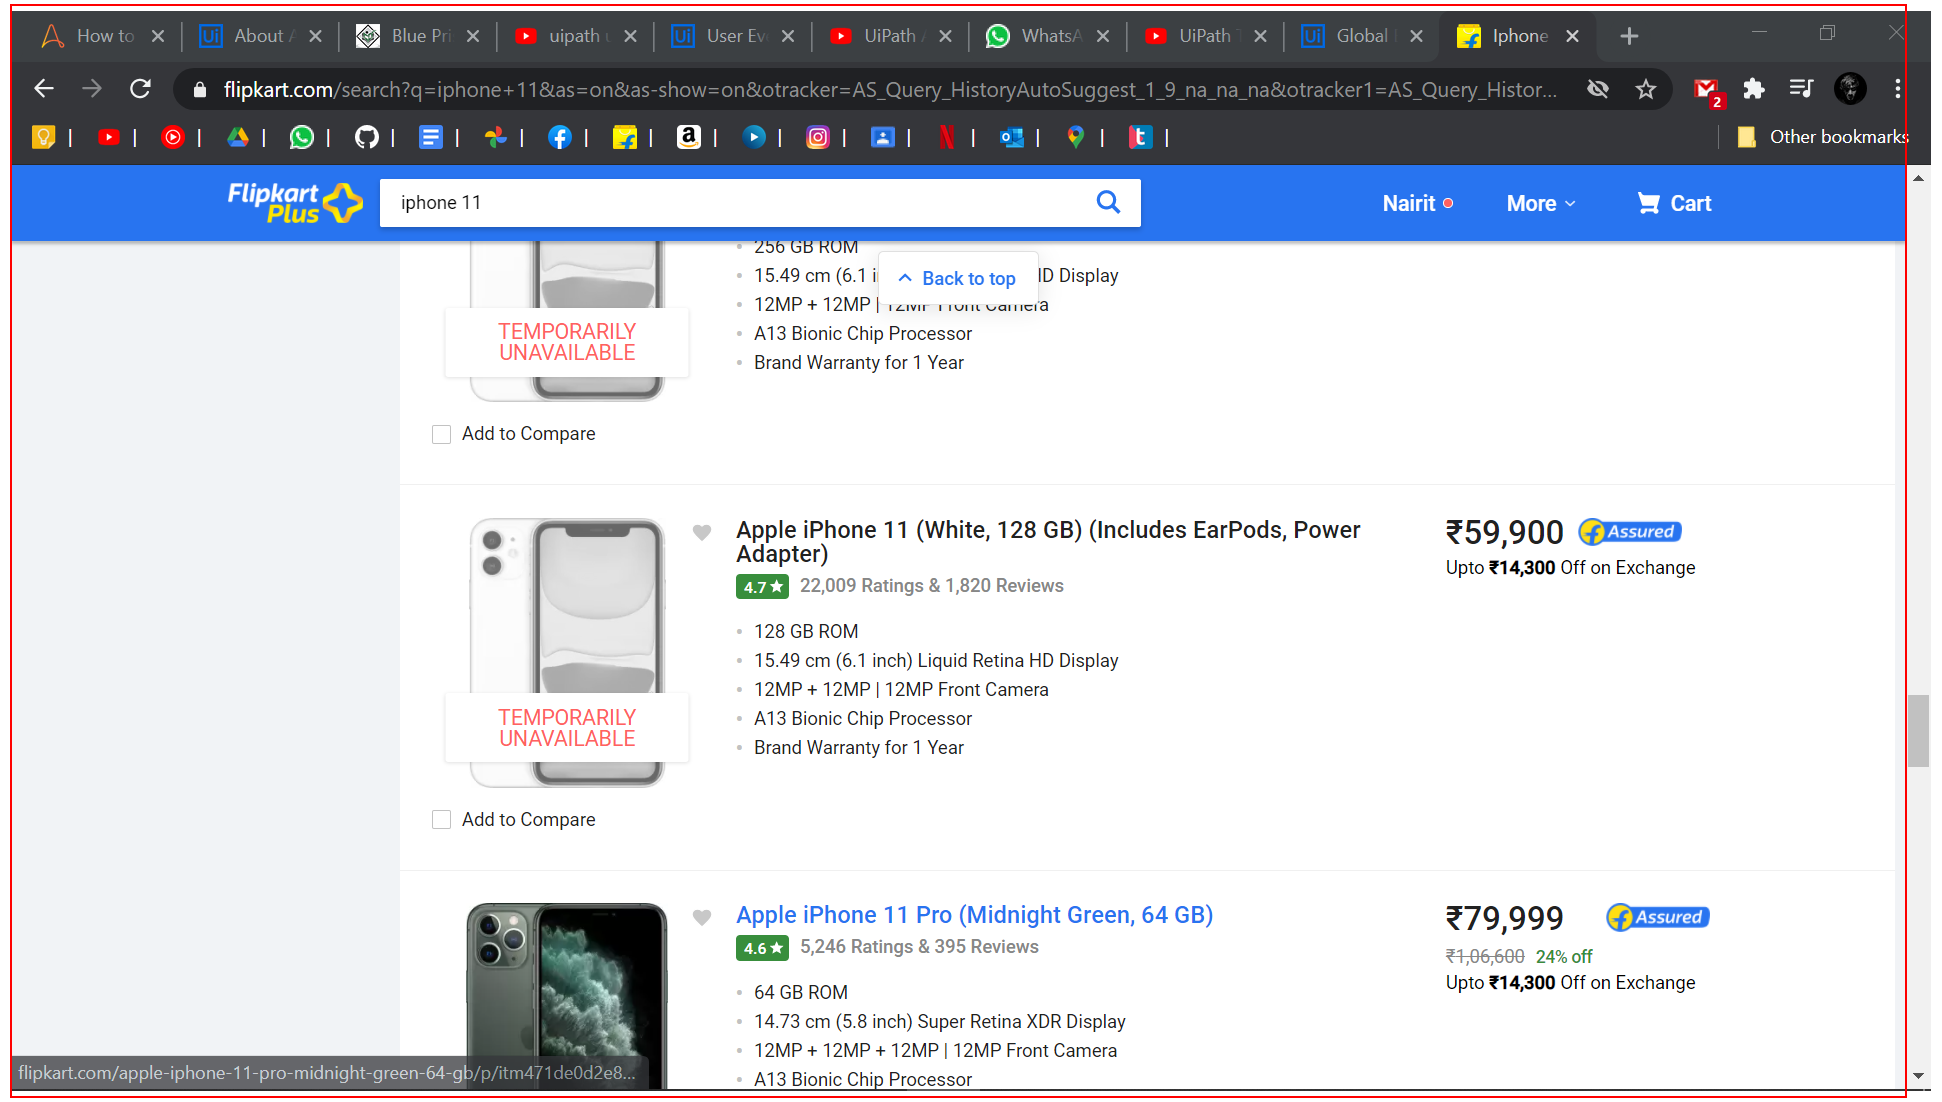 How to
Ui About A
Blue Pri
uipath u
Ui User Ev
UiPath A
WhatsA
UiPath T
Ui Global
Iphone
flipkart.com/search?q=iphone+11&as=on&as-show=on&otracker=AS_Query_HistoryAutoSuggest_1_9_na_na_na&otracker1=AS_Query_Histor...
2
| | | | | | | | | | | | | | | | | |
Other bookmarks
Flipkart
Plus
iphone 11
Nairit
More
Cart
256 GB ROM
15.49 cm (6.1 i HD Display
Back to top
12MP + 12MP | 12MP Front Camera
A13 Bionic Chip Processor
Brand Warranty for 1 Year
TEMPORARILY
UNAVAILABLE
Add to Compare
Apple iPhone 11 (White, 128 GB) (Includes EarPods, Power
Adapter)
4.7★ 22,009 Ratings & 1,820 Reviews
128 GB ROM
15.49 cm (6.1 inch) Liquid Retina HD Display
12MP + 12MP | 12MP Front Camera
A13 Bionic Chip Processor
Brand Warranty for 1 Year
₹59,900 Assured
Upto ₹14,300 Off on Exchange
TEMPORARILY
UNAVAILABLE
Add to Compare
Apple iPhone 11 Pro (Midnight Green, 64 GB)
4.6★ 5,246 Ratings & 395 Reviews
64 GB ROM
14.73 cm (5.8 inch) Super Retina XDR Display
12MP + 12MP + 12MP | 12MP Front Camera
A13 Bionic Chip Processor
₹79,999 Assured
₹1,06,600 24% off
Upto ₹14,300 Off on Exchange
flipkart.com/apple-iphone-11-pro-midnight-green-64-gb/p/itm471de0d2e8...